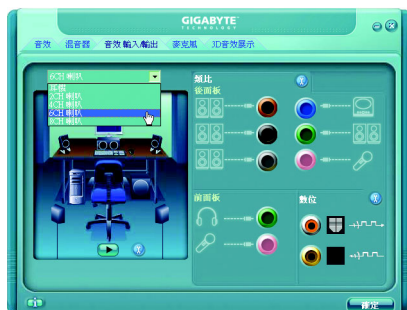 GIGABYTE
TECHNOLOGY
音效 混音器 音效輸入/輸出 麥克風 3D音效展示
6CH 喇叭
耳機
2CH 喇叭
4CH 喇叭
6CH 喇叭
8CH 喇叭
類比
後面板
前面板
數位
確定